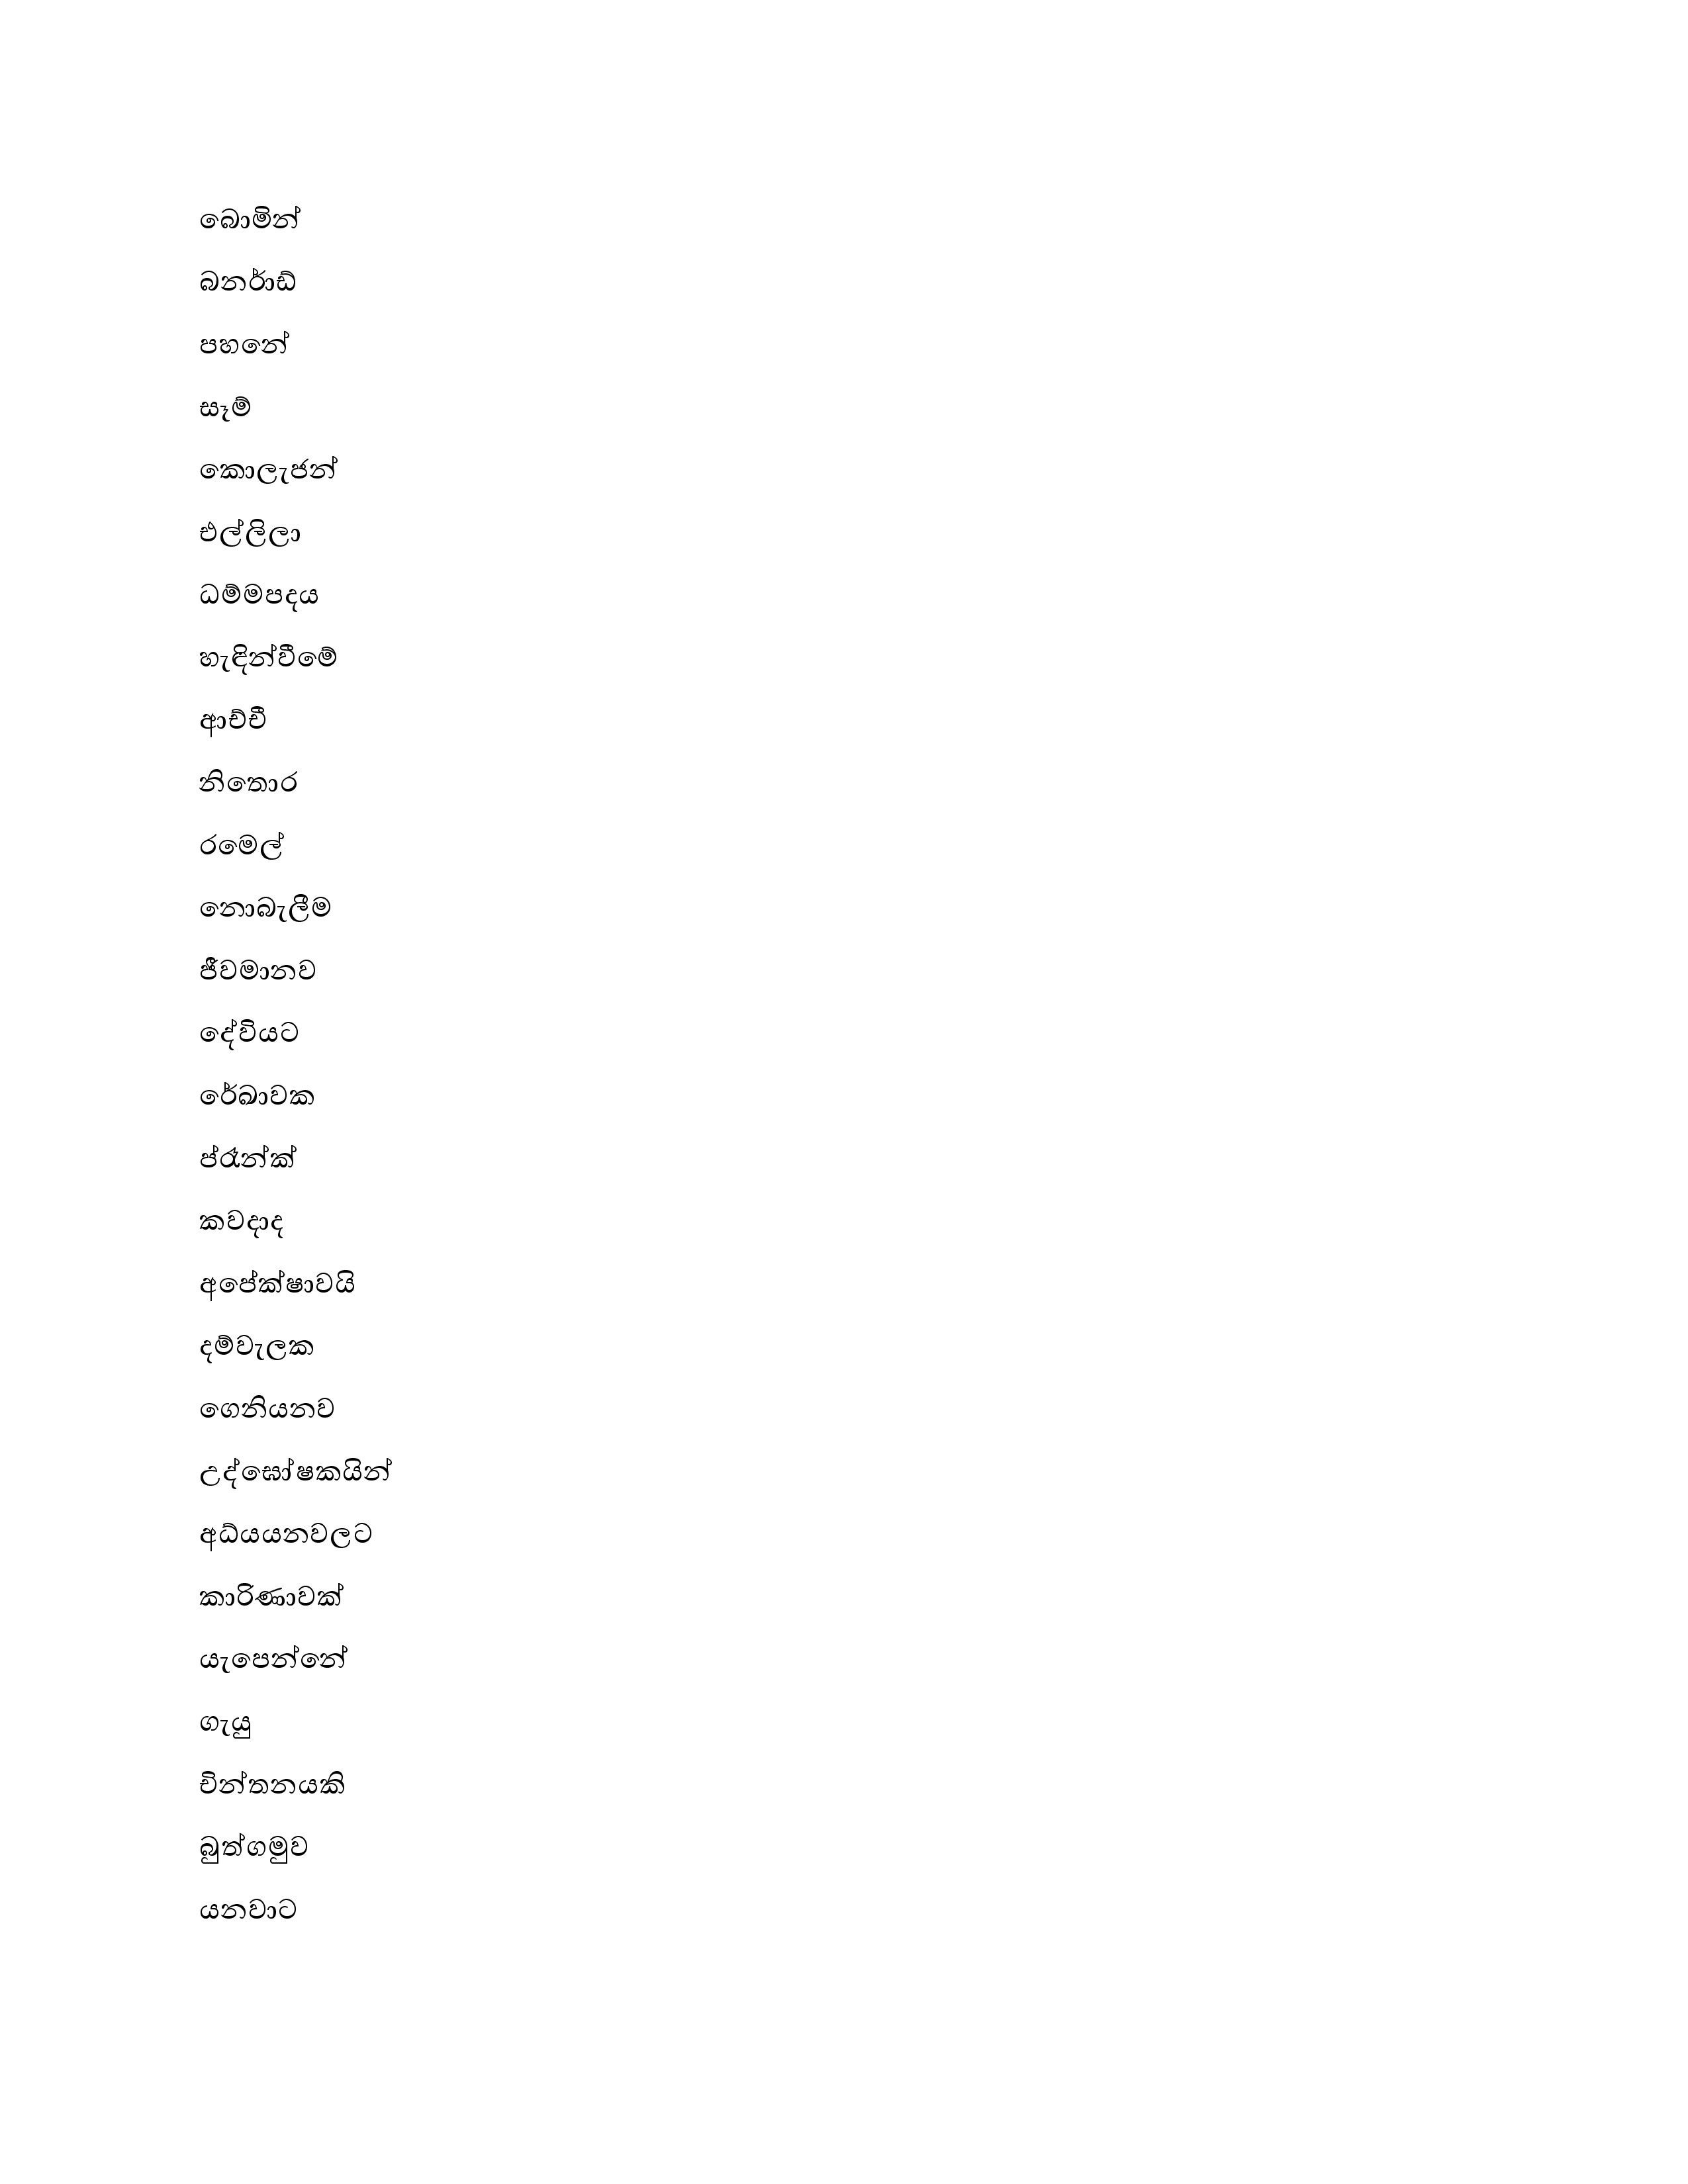 බොමින්
බර්නාඩ්
පහනේ
සෑම්
කොලැජන්
එල්ලිලා
ධම්මපදය
හැඳින්වීමේ
ආච්චී
නිතොර
රමෙල්
නොබැලීම
ජීවමානව
දේවියට
රේඛාවක
ප්රෑන්ක්
කවදාද
අපේක්ෂාවයි
දම්වැලක
ගෙනියනව
උද්ඝෝෂකයින්
අධ්යයනවලට
කාරිණාවක්
යැපෙන්නේ
ගැයු
චින්තනයකි
බුත්ගමුව
යනවාට